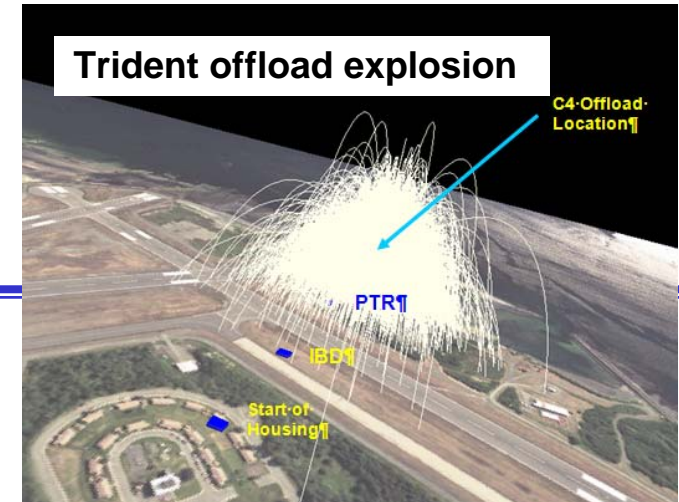 Trident offload explosion
C4·Offload·
Location¶
PTR¶
IBD¶
Start·of·
Housing¶